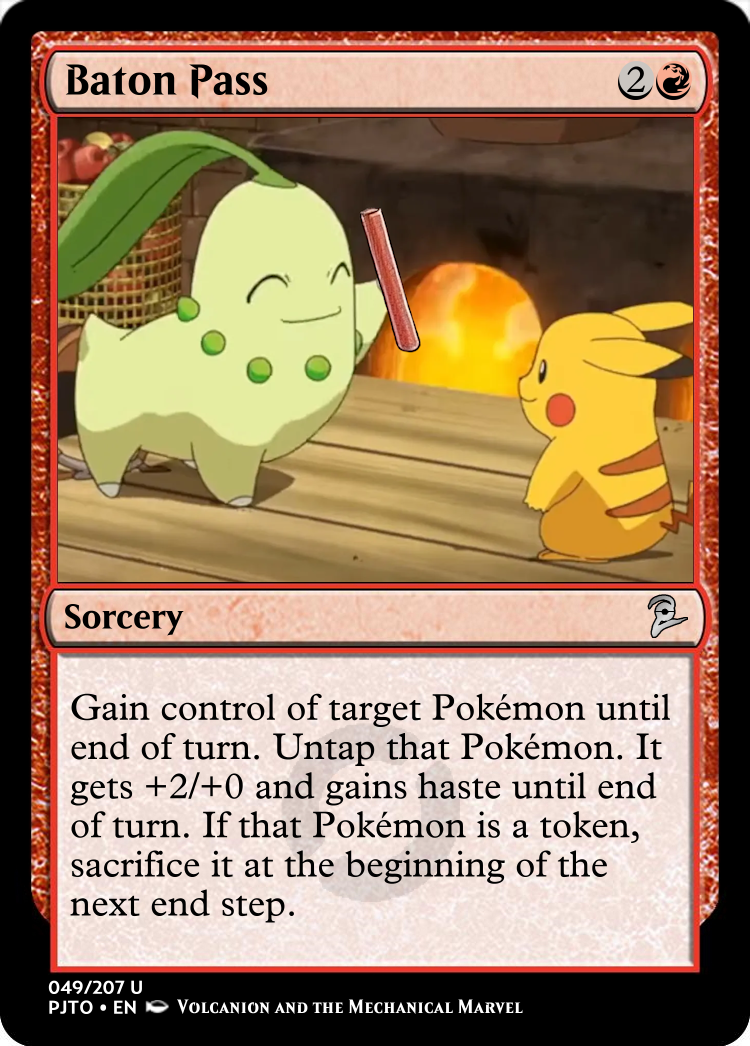 Baton Pass 2
Sorcery
Gain control of target Pokémon until
end of turn. Untap that Pokémon. It
gets +2/+0 and gains haste until end
of turn. If that Pokémon is a token,
sacrifice it at the beginning of the
next end step.
049/207 U
PJTO • EN Volcanion and the Mechanical Marvel